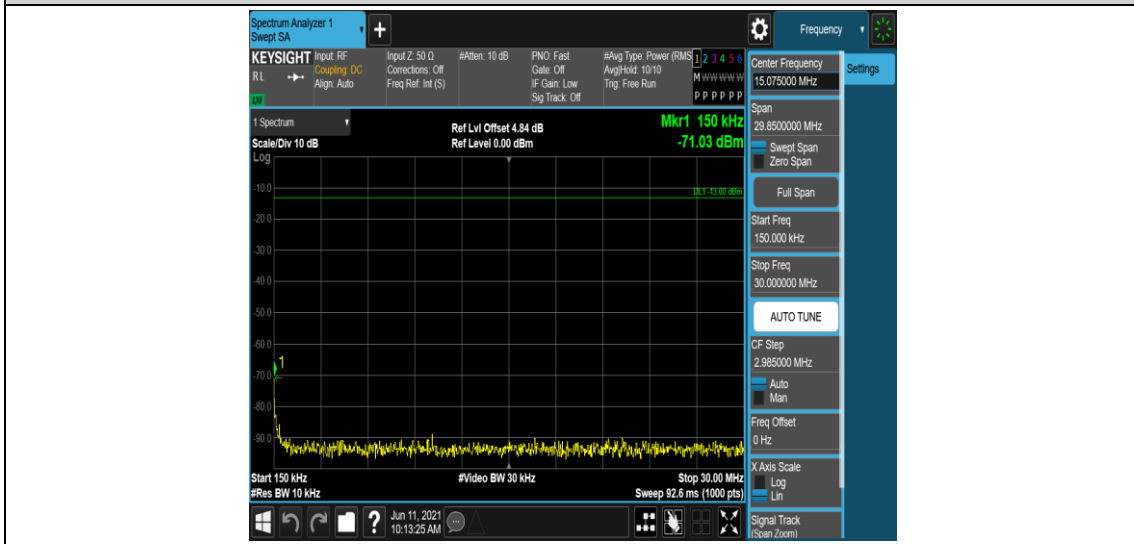 Spectrum Analyzer 1
Swept SA
Frequency
KEYSIGHT
RL
LXI
Input: RF
Coupling: DC
Align: Auto
Input Z: 50 Ω
Corrections: Off
Freq Ref: Int (S)
#Atten: 10 dB
PNO: Fast
Gate: Off
IF Gain: Low
Sig Track: Off
#Avg Type: Power (RMS
Avg|Hold: 10/10
Trig: Free Run
1 2 3 4 5 6
M W W W W W
P P P P P P
1 Spectrum
Scale/Div 10 dB
Log
Ref Lvl Offset 4.84 dB
Ref Level 0.00 dBm
Mkr1 150 kHz
-71.03 dBm
DL1 -13.00 dBm
-10.0
-20.0
-30.0
-40.0
-50.0
-60.0
-70.0
-80.0
-90.0
1
Start 150 kHz
#Res BW 10 kHz
#Video BW 30 kHz
Stop 30.00 MHz
Sweep 92.6 ms (1000 pts)
Jun 11, 2021
10:13:25 AM
Center Frequency
15.075000 MHz
Settings
Span
29.8500000 MHz
Swept Span
Zero Span
Full Span
Start Freq
150.000 kHz
Stop Freq
30.000000 MHz
AUTO TUNE
CF Step
2.985000 MHz
Auto
Man
Freq Offset
0 Hz
X Axis Scale
Log
Lin
Signal Track
(Span Zoom)